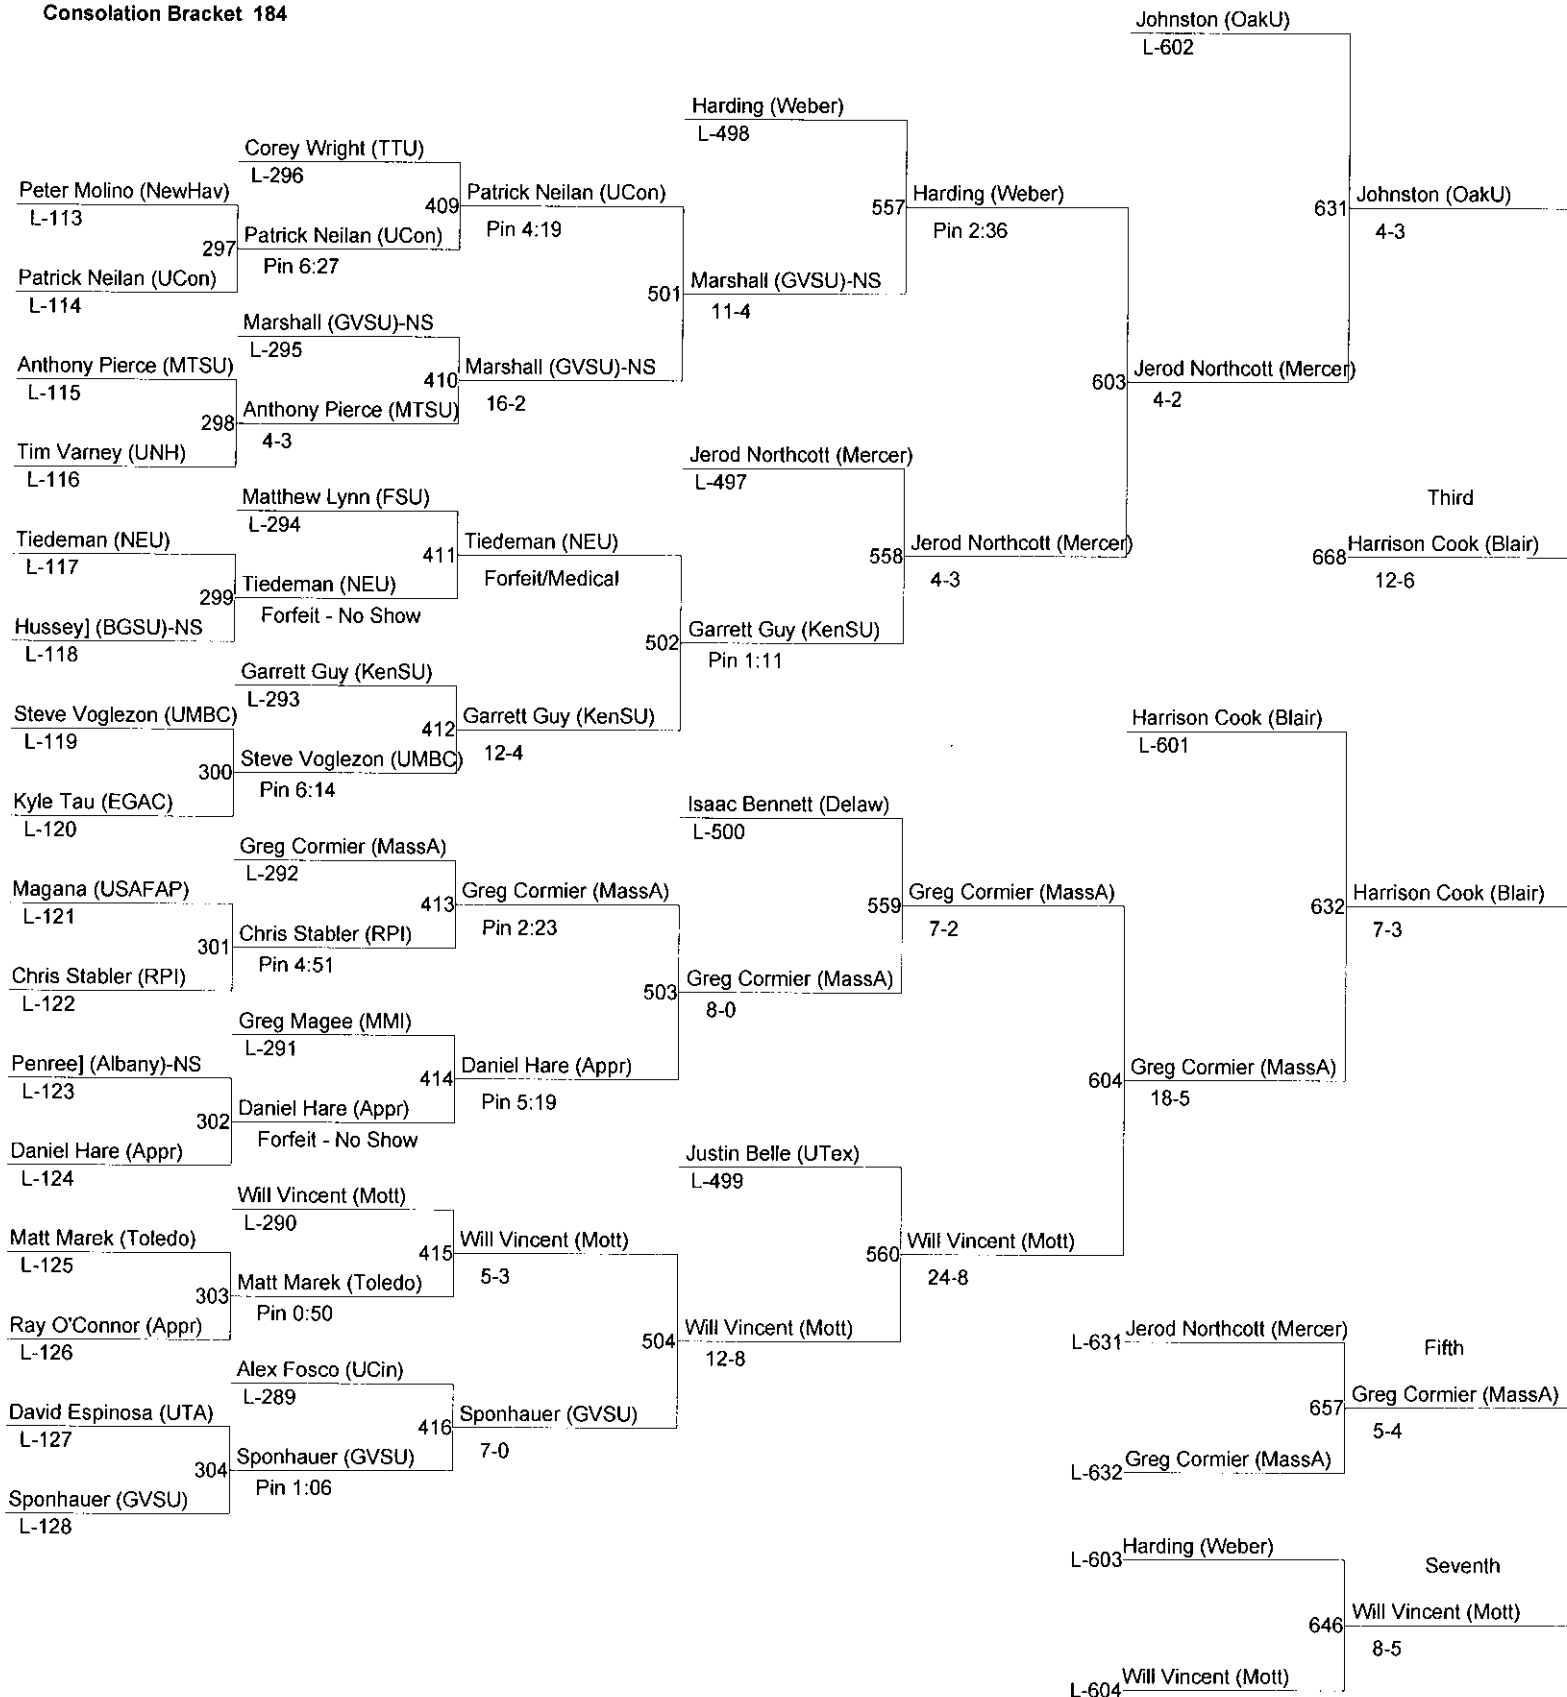 Consolation Bracket 184
Johnston (OakU)
L-602
Harding (Weber)
L-498
Corey Wright (TTU)
L-296
Peter Molino (NewHav)
L-113
409
Patrick Neilan (UCon)
Pin 4:19
557
Harding (Weber)
Pin 2:36
631
Johnston (OakU)
4-3
297
Patrick Neilan (UCon)
Pin 6:27
Patrick Neilan (UCon)
L-114
501
Marshall (GVSU)-NS
11-4
Marshall (GVSU)-NS
L-295
Anthony Pierce (MTSU)
L-115
410
Marshall (GVSU)-NS
16-2
603
Jerod Northcott (Mercer)
4-2
298
Anthony Pierce (MTSU)
4-3
Tim Varney (UNH)
L-116
Jerod Northcott (Mercer)
L-497
Matthew Lynn (FSU)
L-294
Third
Tiedeman (NEU)
L-117
411
Tiedeman (NEU)
Forfeit/Medical
558
Jerod Northcott (Mercer)
4-3
668
Harrison Cook (Blair)
12-6
299
Tiedeman (NEU)
Forfeit - No Show
Hussey] (BGSU)-NS
L-118
502
Garrett Guy (KenSU)
Pin 1:11
Garrett Guy (KenSU)
L-293
Steve Voglezon (UMBC)
L-119
412
Garrett Guy (KenSU)
12-4
Harrison Cook (Blair)
L-601
300
Steve Voglezon (UMBC)
Pin 6:14
Kyle Tau (EGAC)
L-120
Isaac Bennett (Delaw)
L-500
Greg Cormier (MassA)
L-292
Magana (USAFAP)
L-121
413
Greg Cormier (MassA)
Pin 2:23
559
Greg Cormier (MassA)
7-2
632
Harrison Cook (Blair)
7-3
301
Chris Stabler (RPI)
Pin 4:51
Chris Stabler (RPI)
L-122
503
Greg Cormier (MassA)
8-0
Greg Magee (MMI)
L-291
Penree] (Albany)-NS
L-123
414
Daniel Hare (Appr)
Pin 5:19
604
Greg Cormier (MassA)
18-5
302
Daniel Hare (Appr)
Forfeit - No Show
Daniel Hare (Appr)
L-124
Justin Belle (UTex)
L-499
Will Vincent (Mott)
L-290
Matt Marek (Toledo)
L-125
415
Will Vincent (Mott)
5-3
560
Will Vincent (Mott)
24-8
303
Matt Marek (Toledo)
Pin 0:50
Ray O'Connor (Appr)
L-126
504
Will Vincent (Mott)
12-8
L-631
Jerod Northcott (Mercer)
Fifth
Alex Fosco (UCin)
L-289
David Espinosa (UTA)
L-127
416
Sponhauer (GVSU)
7-0
657
Greg Cormier (MassA)
5-4
304
Sponhauer (GVSU)
Pin 1:06
L-632
Greg Cormier (MassA)
Sponhauer (GVSU)
L-128
L-603
Harding (Weber)
Seventh
646
Will Vincent (Mott)
8-5
L-604
Will Vincent (Mott)